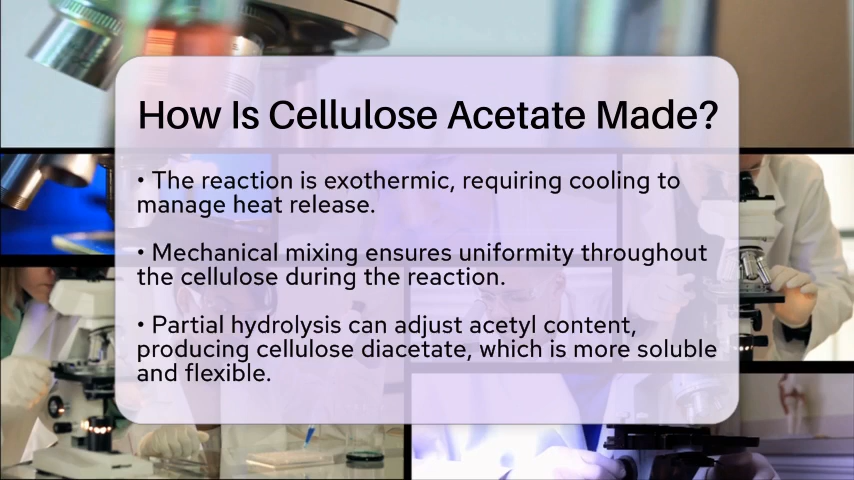 How Is Cellulose Acetate Made?
• The reaction is exothermic, requiring cooling to
manage heat release.
• Mechanical mixing ensures uniformity throughout
the cellulose during the reaction.
• Partial hydrolysis can adjust acetyl content,
producing cellulose diacetate, which is more soluble
and flexible.